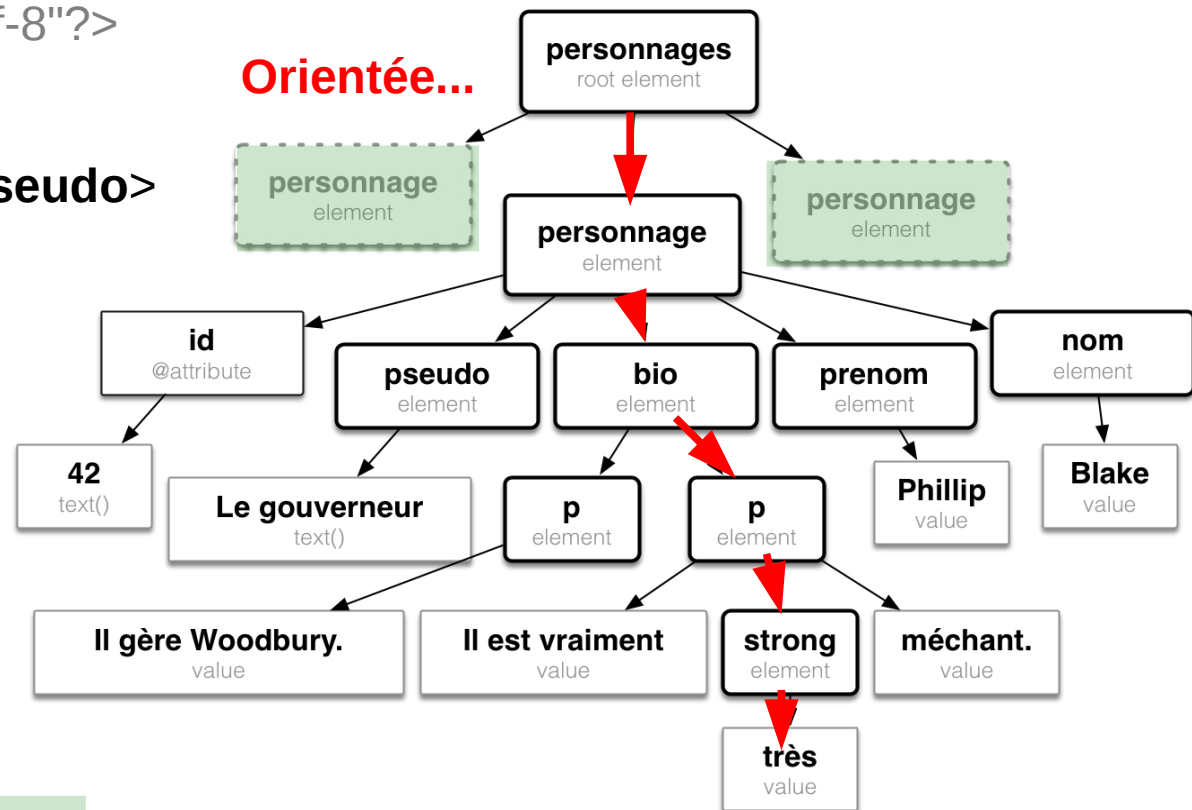 f-8"?>
personnages
root element
Orientée...
seudo>
personnage
element
personnage
element
personnage
element
id
@attribute
pseudo
element
bio
element
prenom
element
nom
element
42
text()
Le gouverneur
text()
p
element
p
element
Phillip
value
Blake
value
Il gère Woodbury.
value
Il est vraiment
value
strong
element
méchant.
value
très
value